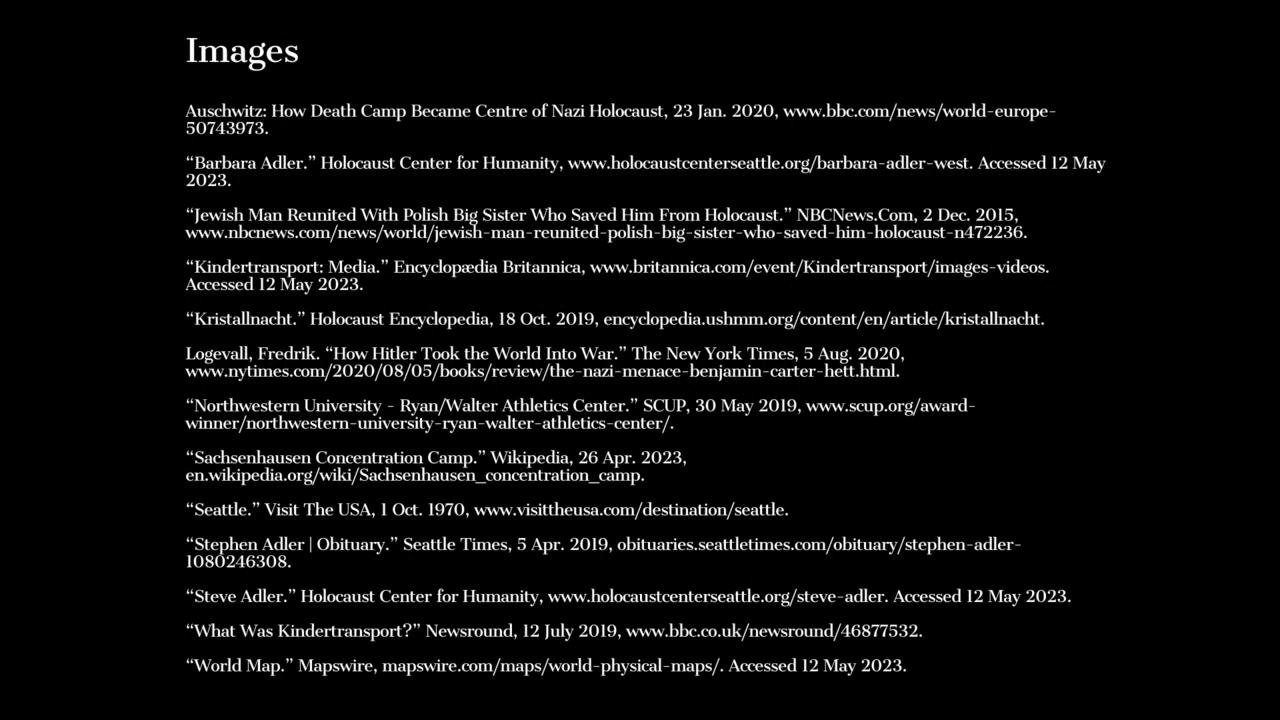 Images
Auschwitz: How Death Camp Became Centre of Nazi Holocaust, 23 Jan. 2020, www.bbc.com/news/world-europe-
50743973.
“Barbara Adler.” Holocaust Center for Humanity, www.holocaustcenterseattle.org/barbara-adler-west. Accessed 12 May
2023.
“Jewish Man Reunited With Polish Big Sister Who Saved Him From Holocaust.” NBCNews.Com, 2 Dec. 2015,
www.nbcnews.com/news/world/jewish-man-reunited-polish-big-sister-who-saved-him-holocaust-n472236.
“Kindertransport: Media.” Encyclopædia Britannica, www.britannica.com/event/Kindertransport/images-videos.
Accessed 12 May 2023.
“Kristallnacht.” Holocaust Encyclopedia, 18 Oct. 2019, encyclopedia.ushmm.org/content/en/article/kristallnacht.
Logevall, Fredrik. “How Hitler Took the World Into War.” The New York Times, 5 Aug. 2020,
www.nytimes.com/2020/08/05/books/review/the-nazi-menace-benjamin-carter-hett.html.
“Northwestern University - Ryan/Walter Athletics Center.” SCUP, 30 May 2019, www.scup.org/award-
winner/northwestern-university-ryan-walter-athletics-center/.
“Sachsenhausen Concentration Camp.” Wikipedia, 26 Apr. 2023,
en.wikipedia.org/wiki/Sachsenhausen_concentration_camp.
“Seattle.” Visit The USA, 1 Oct. 1970, www.visittheusa.com/destination/seattle.
“Stephen Adler | Obituary.” Seattle Times, 5 Apr. 2019, obituaries.seattletimes.com/obituary/stephen-adler-
1080246308.
“Steve Adler.” Holocaust Center for Humanity, www.holocaustcenterseattle.org/steve-adler. Accessed 12 May 2023.
“What Was Kindertransport?” Newsround, 12 July 2019, www.bbc.co.uk/newsround/46877532.
“World Map.” Mapswire, mapswire.com/maps/world-physical-maps/. Accessed 12 May 2023.